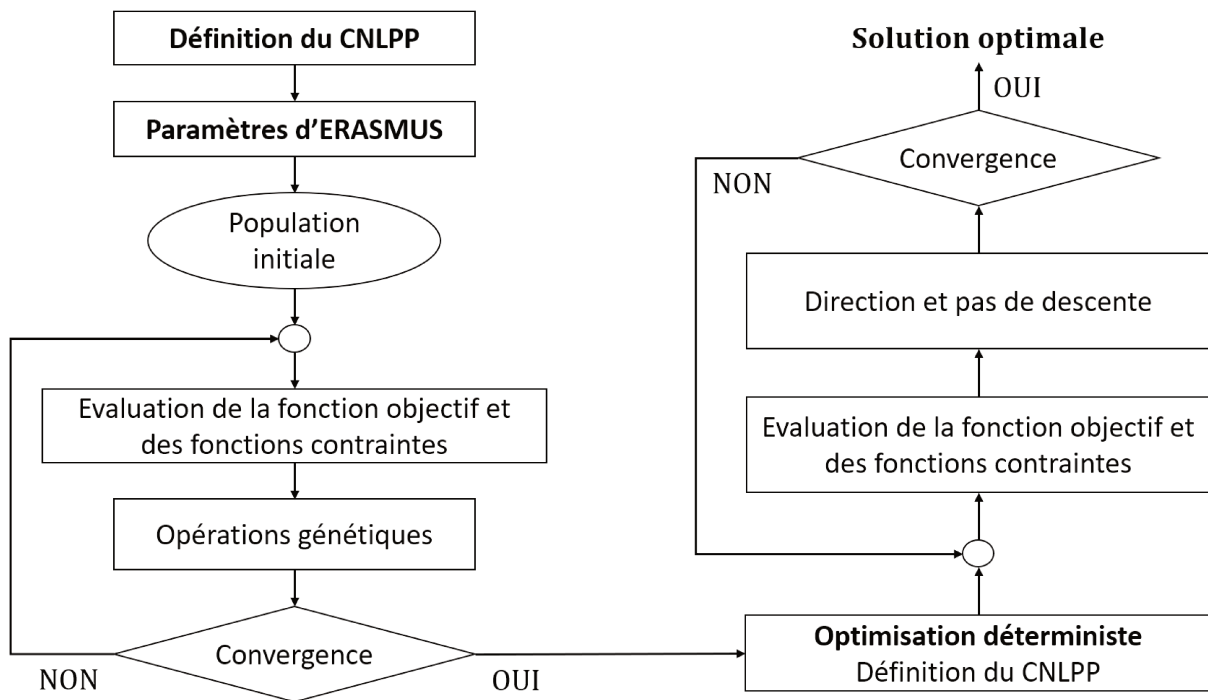 Définition du CNLPP
Paramètres d'ERASMUS
Population
initiale
Evaluation de la fonction objectif et
des fonctions contraintes
Opérations génétiques
Convergence
NON
OUI
Optimisation déterministe
Définition du CNLPP
Evaluation de la fonction objectif et
des fonctions contraintes
Direction et pas de descente
Convergence
NON
OUI
Solution optimale